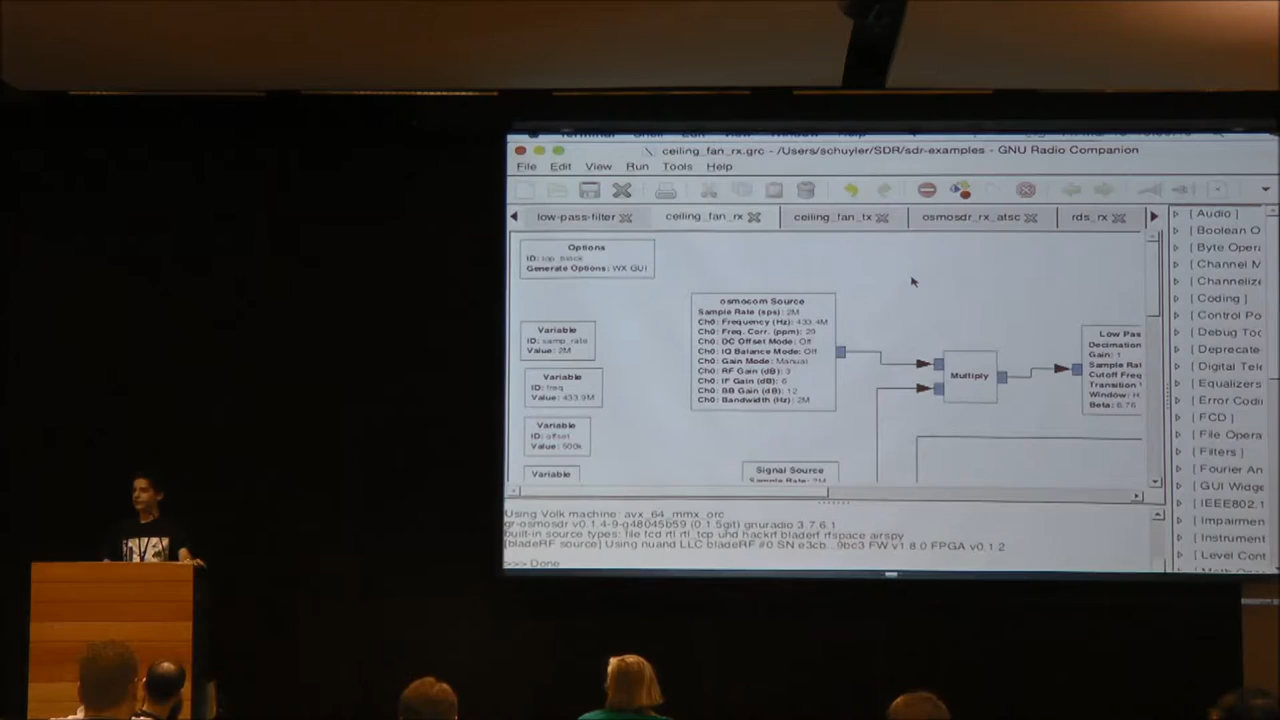 ceiling_fan_rx.grc - /Users/schuyler/SDR/sdr-examples - GNU Radio Companion
File Edit View Run Tools Help
low-pass-filter ceiling_fan_rx ceiling_fan_tx osmosdr_rx_atsc rds_rx
Options
ID: top_block
Generate Options: WX GUI
Variable
ID: samp_rate
Value: 2M
Variable
ID: freq
Value: 433.9M
Variable
ID: offset
Value: 500k
Variable
osmocom Source
Sample Rate (sps): 2M
Ch0: Frequency (Hz): 433.4M
Ch0: Freq. Corr. (ppm): 20
Ch0: DC Offset Mode: Off
Ch0: IQ Balance Mode: Off
Ch0: Gain Mode: Manual
Ch0: RF Gain (dB): 3
Ch0: IF Gain (dB): 6
Ch0: BB Gain (dB): 12
Ch0: Bandwidth (Hz): 2M
Signal Source
Sample Rate: 2M
Multiply
Low Pas
Decimation
Gain: 1
Sample Rat
Cutoff Freq
Transition
Window: H
Beta: 6.76
[ Audio ]
[ Boolean O
[ Byte Opera
[ Channel M
[ Channelize
[ Coding ]
[ Control Po
[ Debug Too
[ Deprecate
[ Digital Tele
[ Equalizers
[ Error Codi
[ FCD ]
[ File Opera
[ Filters ]
[ Fourier An
[ GUI Widge
[ IEEE802.1
[ Impairmen
[ Instrument
[ Level Cont
Using Volk machine: avx_64_mmx_orc
gr-osmosdr v0.1.4-9-g48045b59 (0.1.5git) gnuradio 3.7.6.1
built-in source types: file fcd rtl rtl_tcp uhd hackrf bladerf rfspace airspy
[bladeRF source] Using nuand LLC bladeRF #0 SN e3cb...9bc3 FW v1.8.0 FPGA v0.1.2
>>> Done